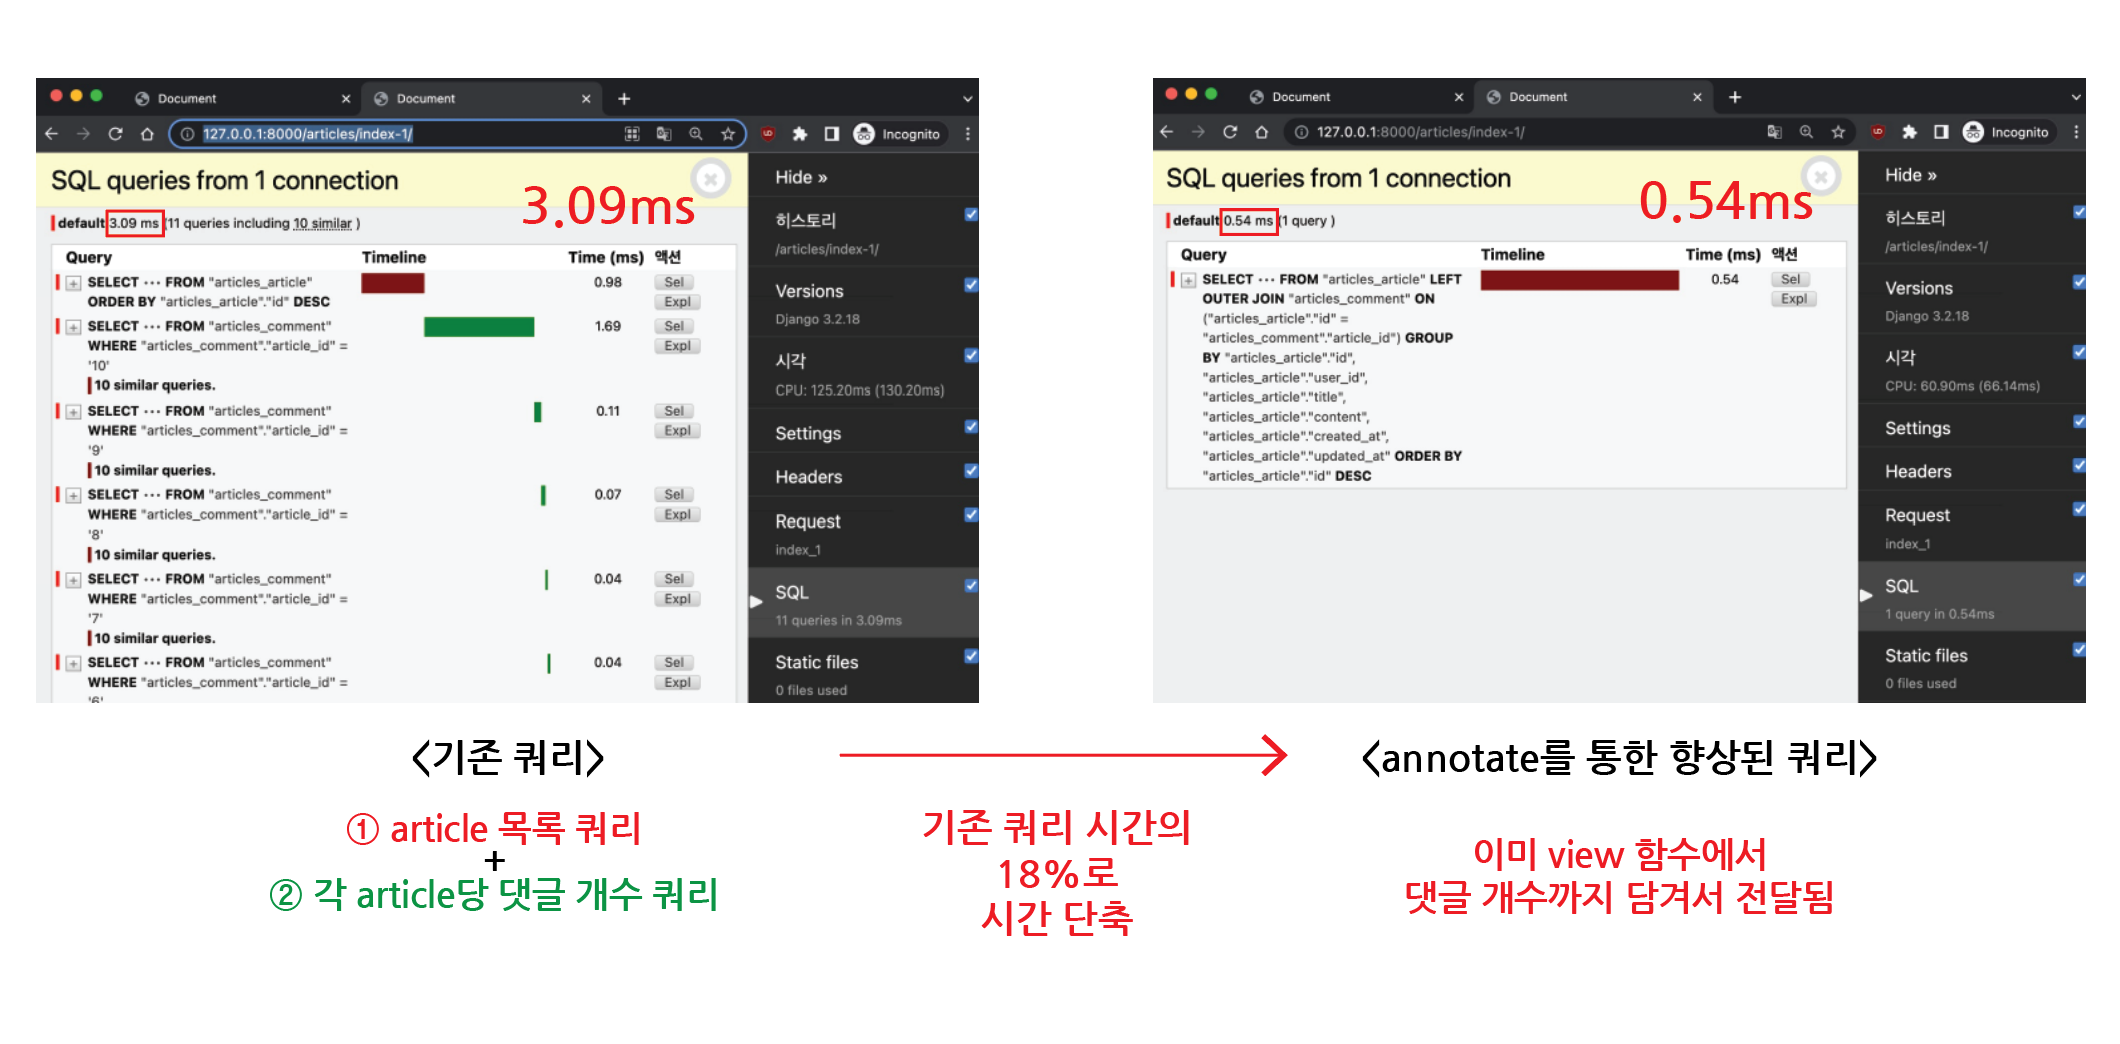 Document
Document
127.0.0.1:8000/articles/index-1/
Incognito
SQL queries from 1 connection
3.09ms
default 3.09 ms (11 queries including 10 similar )
Query Timeline Time (ms) 액션
SELECT ··· FROM "articles_article" 0.98 Sel
ORDER BY "articles_article"."id" DESC Expl
SELECT ··· FROM "articles_comment" 1.69 Sel
WHERE "articles_comment"."article_id" = Expl
'10'
10 similar queries.
SELECT ··· FROM "articles_comment" 0.11 Sel
WHERE "articles_comment"."article_id" = Expl
'9'
10 similar queries.
SELECT ··· FROM "articles_comment" 0.07 Sel
WHERE "articles_comment"."article_id" = Expl
'8'
10 similar queries.
SELECT ··· FROM "articles_comment" 0.04 Sel
WHERE "articles_comment"."article_id" = Expl
'7'
10 similar queries.
SELECT ··· FROM "articles_comment" 0.04 Sel
WHERE "articles_comment"."article_id" = Expl
'6'
Hide »
히스토리
/articles/index-1/
Versions
Django 3.2.18
시각
CPU: 125.20ms (130.20ms)
Settings
Headers
Request
index_1
SQL
11 queries in 3.09ms
Static files
0 files used
Document
Document
127.0.0.1:8000/articles/index-1/
Incognito
SQL queries from 1 connection
0.54ms
default 0.54 ms (1 query )
Query Timeline Time (ms) 액션
SELECT ··· FROM "articles_article" LEFT 0.54 Sel
OUTER JOIN "articles_comment" ON Expl
("articles_article"."id" =
"articles_comment"."article_id") GROUP
BY "articles_article"."id",
"articles_article"."user_id",
"articles_article"."title",
"articles_article"."content",
"articles_article"."created_at",
"articles_article"."updated_at" ORDER BY
"articles_article"."id" DESC
Hide »
히스토리
/articles/index-1/
Versions
Django 3.2.18
시각
CPU: 60.90ms (66.14ms)
Settings
Headers
Request
index_1
SQL
1 query in 0.54ms
Static files
0 files used
<기존 쿼리>
① article 목록 쿼리
+
② 각 article당 댓글 개수 쿼리
기존 쿼리 시간의
18%로
시간 단축
<annotate를 통한 향상된 쿼리>
이미 view 함수에서
댓글 개수까지 담겨서 전달됨